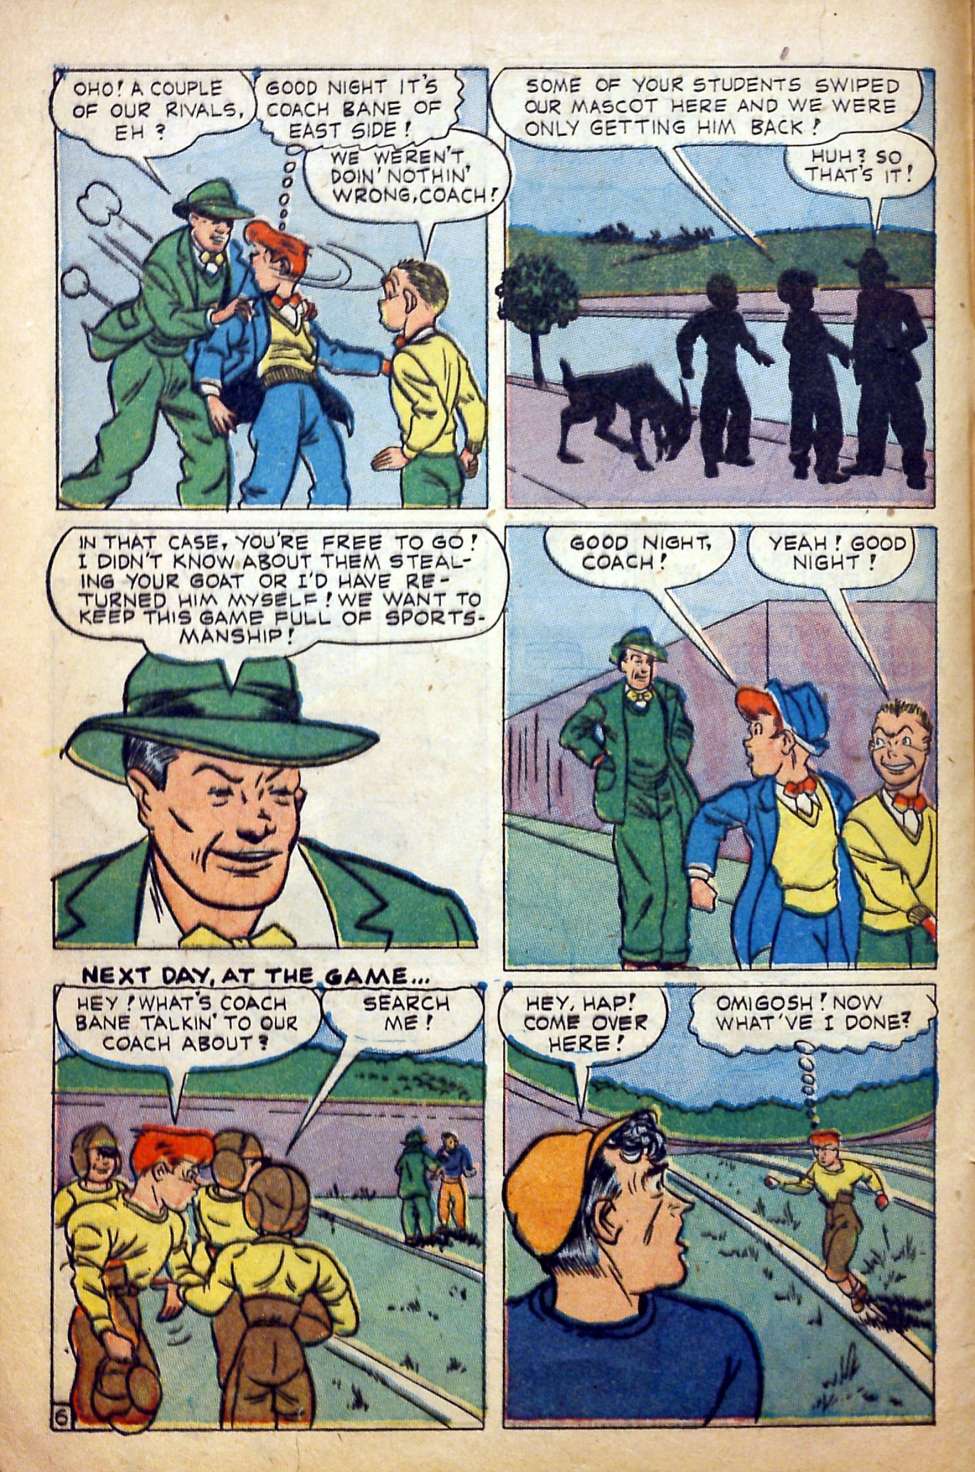 OHO! A COUPLE
OF OUR RIVALS,
EH?
GOOD NIGHT IT'S
COACH BANE OF
EAST SIDE!
WE WEREN'T
DOIN' NOTHIN'
WRONG, COACH!
SOME OF YOUR STUDENTS SWIPED
OUR MASCOT HERE AND WE WERE
ONLY GETTING HIM BACK!
HUH? SO
THAT'S IT!
IN THAT CASE, YOU'RE FREE TO GO!
I DIDN'T KNOW ABOUT THEM STEAL-
ING YOUR GOAT OR I'D HAVE RE-
TURNED HIM MYSELF! WE WANT TO
KEEP THIS GAME FULL OF SPORTS-
MANSHIP!
GOOD NIGHT,
COACH!
YEAH! GOOD
NIGHT!
NEXT DAY, AT THE GAME...
HEY! WHAT'S COACH
BANE TALKIN' TO OUR
COACH ABOUT?
SEARCH
ME!
HEY, HAP!
COME OVER
HERE!
OMIGOSH! NOW
WHAT'VE I DONE?
6